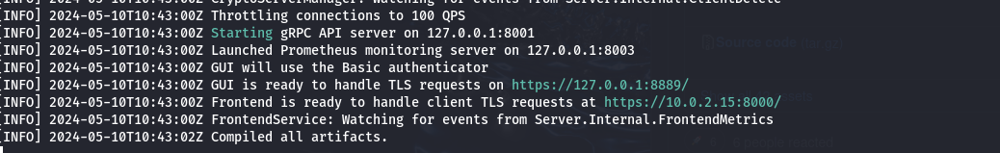 [INFO] 2024-05-10T10:43:00Z CryptoServerManager: Watching for events from Server.Internal.ClientDelete
[INFO] 2024-05-10T10:43:00Z Throttling connections to 100 QPS
[INFO] 2024-05-10T10:43:00Z Starting gRPC API server on 127.0.0.1:8001
[INFO] 2024-05-10T10:43:00Z Launched Prometheus monitoring server on 127.0.0.1:8003
[INFO] 2024-05-10T10:43:00Z GUI will use the Basic authenticator
[INFO] 2024-05-10T10:43:00Z GUI is ready to handle TLS requests on https://127.0.0.1:8889/
[INFO] 2024-05-10T10:43:00Z Frontend is ready to handle client TLS requests at https://10.0.2.15:8000/
[INFO] 2024-05-10T10:43:00Z FrontendService: Watching for events from Server.Internal.FrontendMetrics
[INFO] 2024-05-10T10:43:02Z Compiled all artifacts.
Source code (tar.gz)